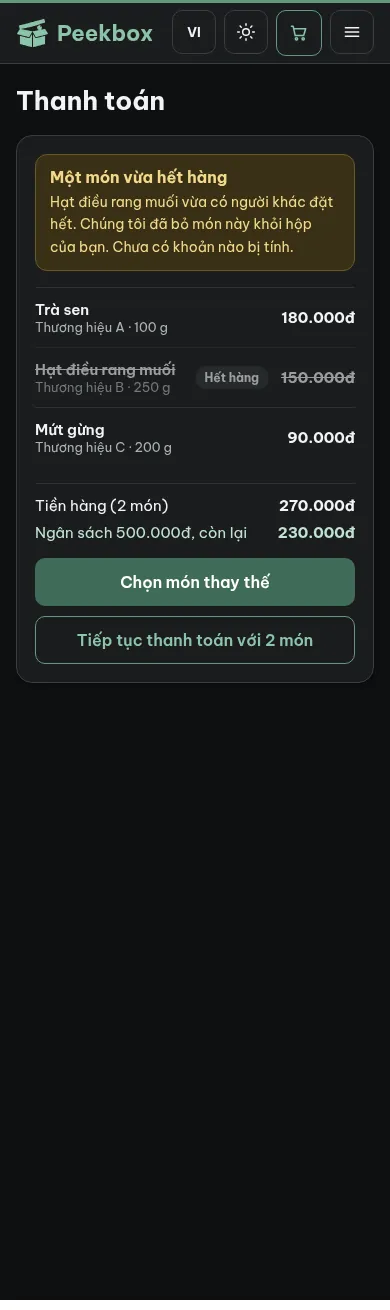 Peekbox
VI
Thanh toán
Một món vừa hết hàng
Hạt điều rang muối vừa có người khác đặt
hết. Chúng tôi đã bỏ món này khỏi hộp
của bạn. Chưa có khoản nào bị tính.
Trà sen
Thương hiệu A · 100 g
180.000đ
Hạt điều rang muối
Thương hiệu B · 250 g
Hết hàng
150.000đ
Mứt gừng
Thương hiệu C · 200 g
90.000đ
Tiền hàng (2 món)
270.000đ
Ngân sách 500.000đ, còn lại
230.000đ
Chọn món thay thế
Tiếp tục thanh toán với 2 món